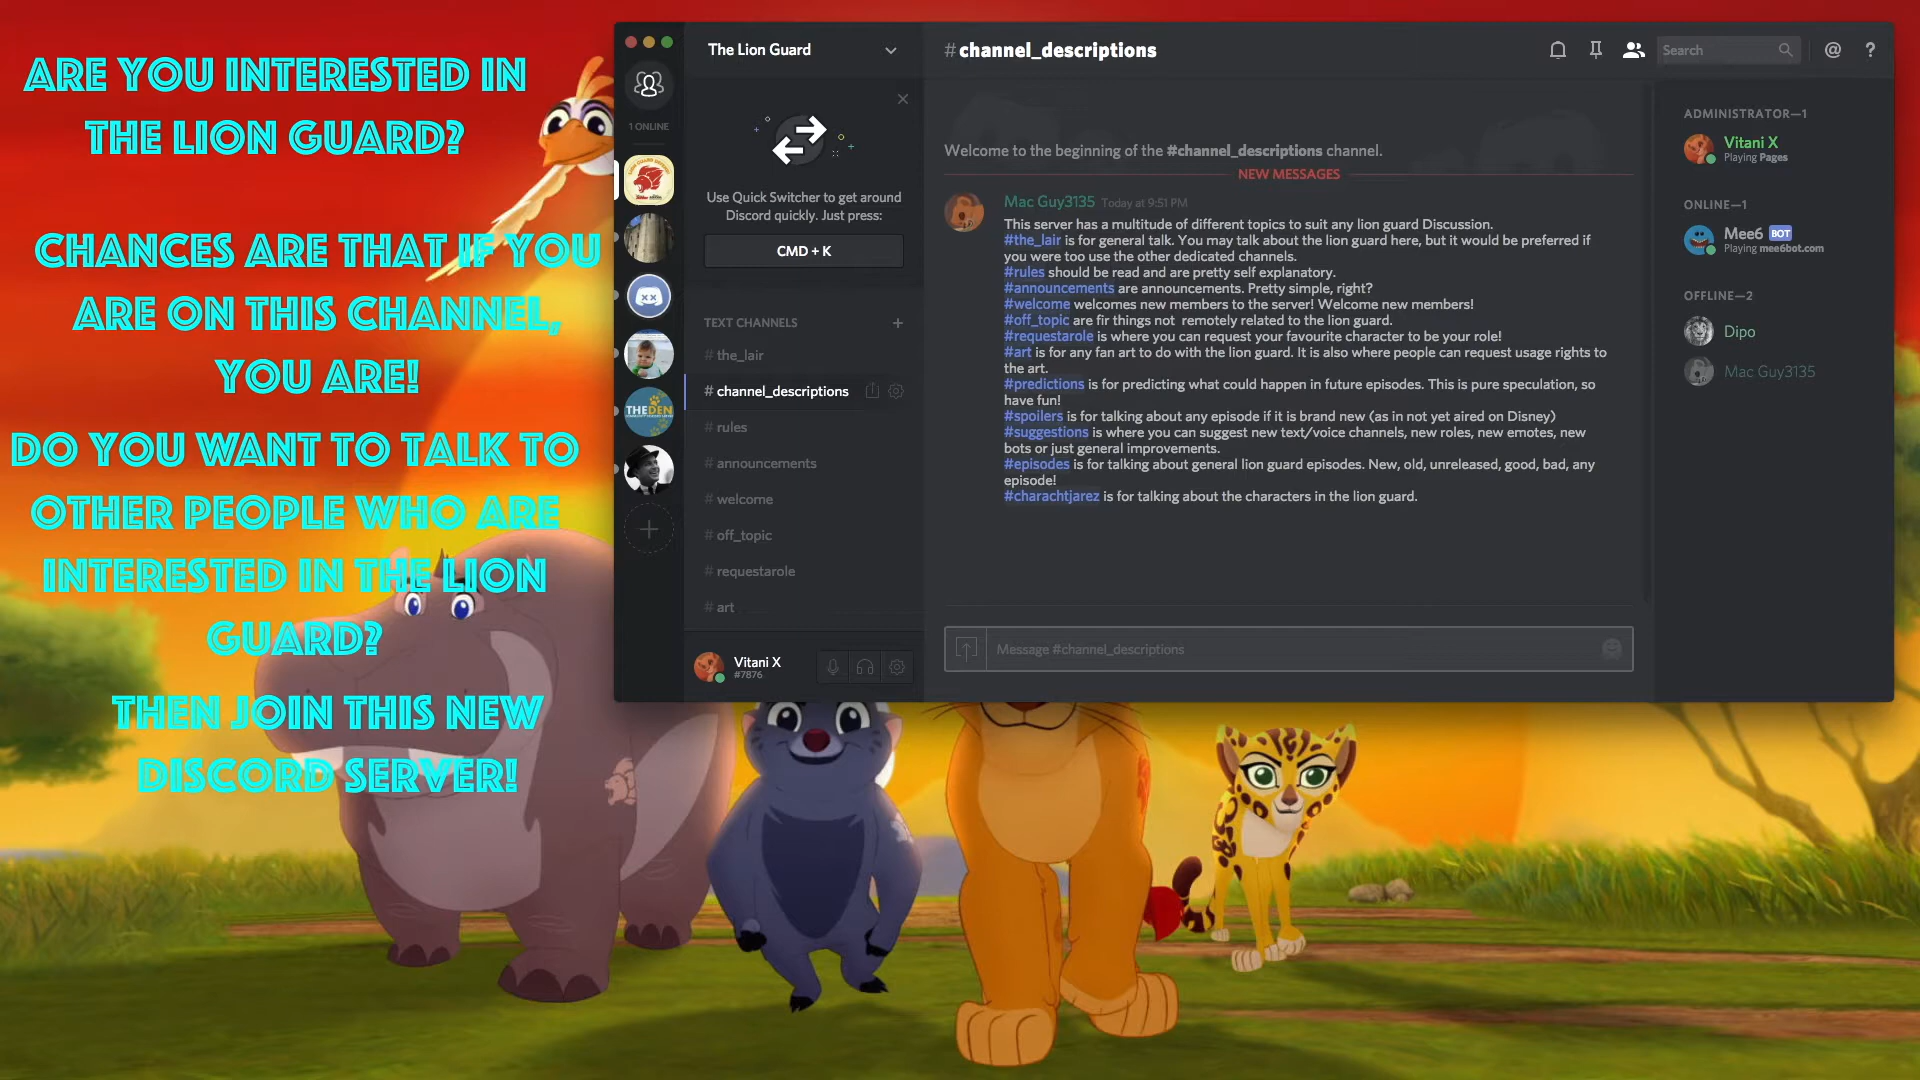 ARE YOU INTERESTED IN
THE LION GUARD?
CHANCES ARE THAT IF YOU
ARE ON THIS CHANNEL,
YOU ARE!
DO YOU WANT TO TALK TO
OTHER PEOPLE WHO ARE
INTERESTED IN THE LION
GUARD?
THEN JOIN THIS NEW
DISCORD SERVER!
1 ONLINE
THE DEN
The Lion Guard
Use Quick Switcher to get around
Discord quickly. Just press:
CMD + K
TEXT CHANNELS
# the_lair
# channel_descriptions
# rules
# announcements
# welcome
# off_topic
# requestarole
# art
Vitani X
#7876
# channel_descriptions
Search
Welcome to the beginning of the #channel_descriptions channel.
NEW MESSAGES
Mac Guy3135 Today at 9:51 PM
This server has a multitude of different topics to suit any lion guard Discussion.
#the_lair is for general talk. You may talk about the lion guard here, but it would be preferred if
you were too use the other dedicated channels.
#rules should be read and are pretty self explanatory.
#announcements are announcements. Pretty simple, right?
#welcome welcomes new members to the server! Welcome new members!
#off_topic are fir things not remotely related to the lion guard.
#requestarole is where you can request your favourite character to be your role!
#art is for any fan art to do with the lion guard. It is also where people can request usage rights to
the art.
#predictions is for predicting what could happen in future episodes. This is pure speculation, so
have fun!
#spoilers is for talking about any episode if it is brand new (as in not yet aired on Disney)
#suggestions is where you can suggest new text/voice channels, new roles, new emotes, new
bots or just general improvements.
#episodes is for talking about general lion guard episodes. New, old, unreleased, good, bad, any
episode!
#charachtjarez is for talking about the characters in the lion guard.
Message #channel_descriptions
ADMINISTRATOR—1
Vitani X
Playing Pages
ONLINE—1
Mee6 BOT
Playing mee6bot.com
OFFLINE—2
Dipo
Mac Guy3135